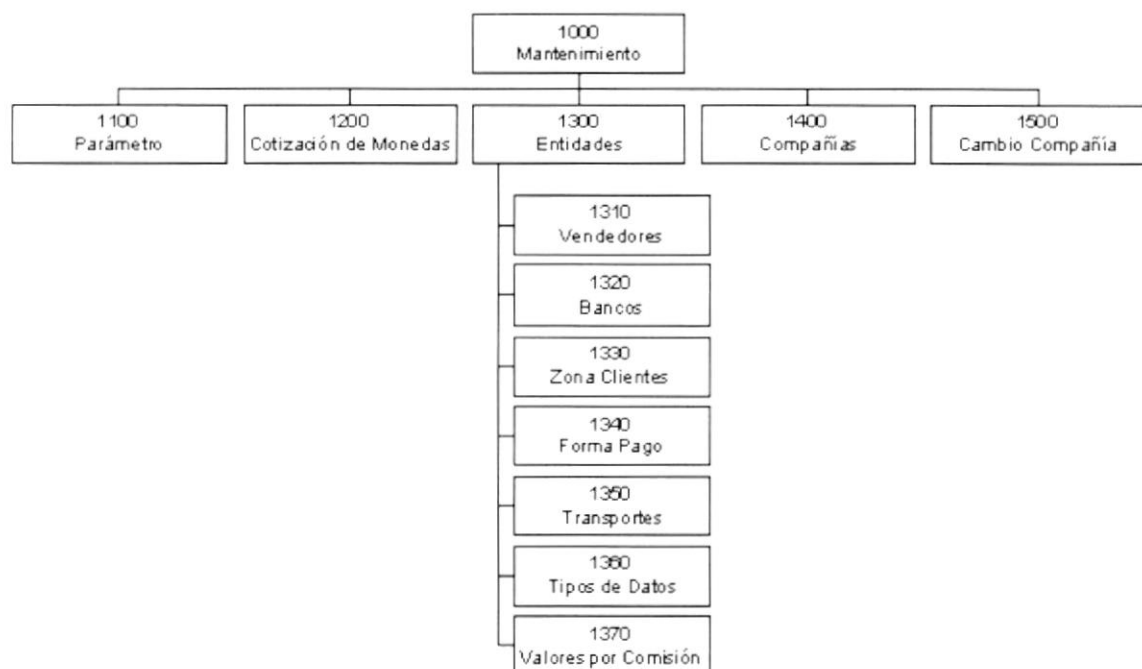 1000
Mantenimiento
1100
Parámetro
1200
Cotización de Monedas
1300
Entidades
1400
Compañías
1500
Cambio Compañía
1310
Vendedores
1320
Bancos
1330
Zona Clientes
1340
Forma Pago
1350
Transportes
1360
Tipos de Datos
1370
Valores por Comisión